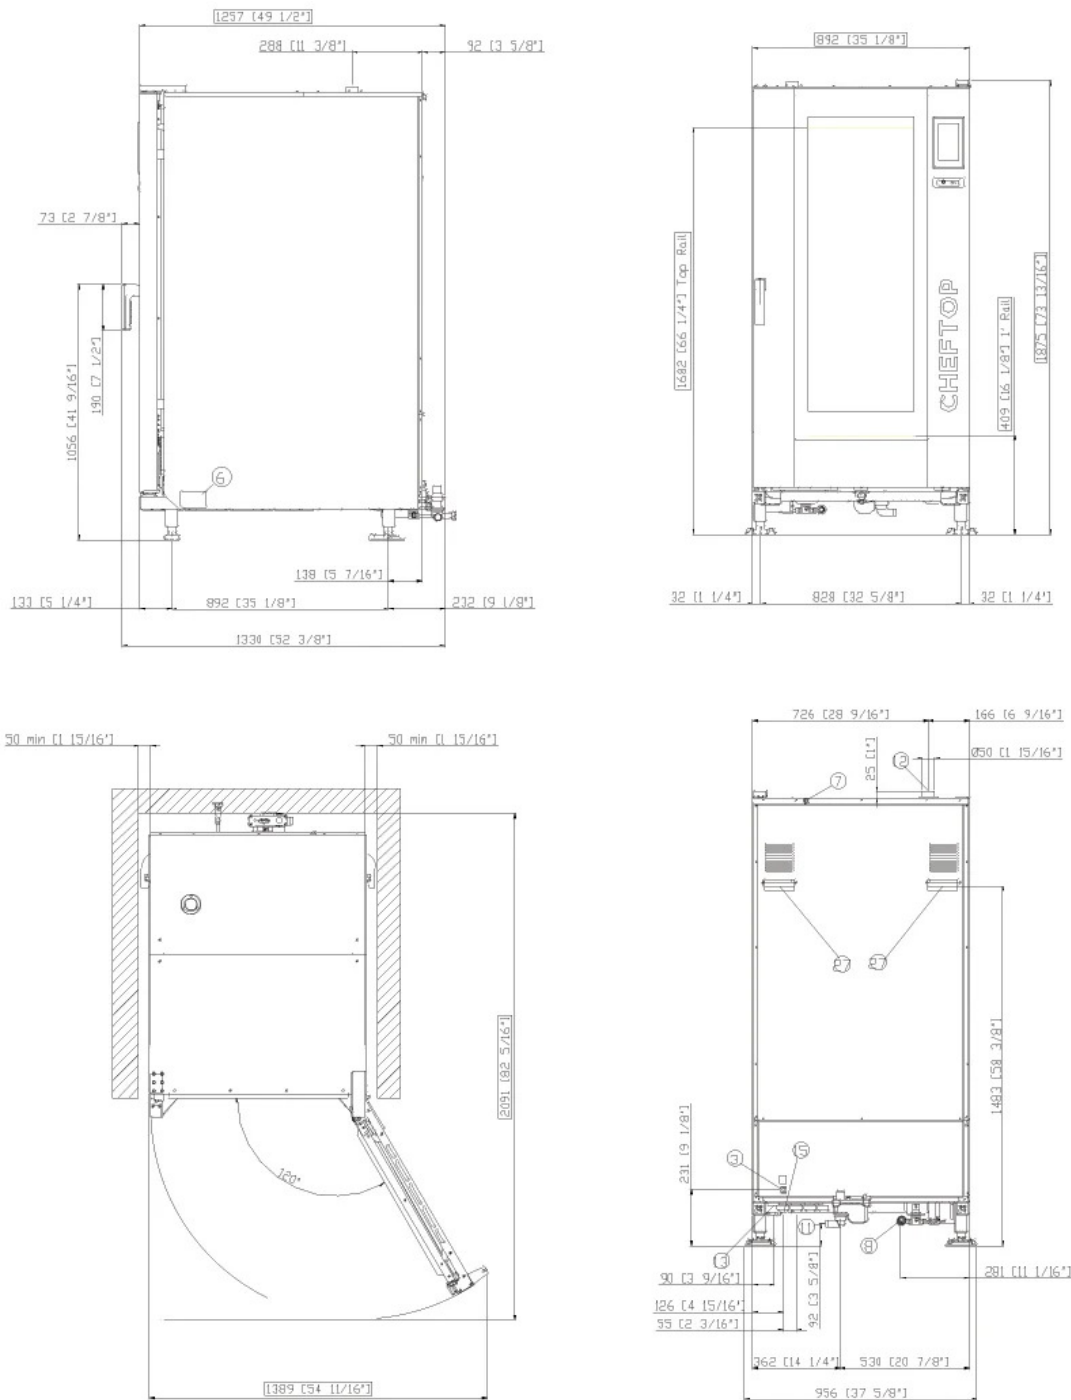 1257 [49 1/2"]
288 [11 3/8"]
92 [3 5/8"]
73 [2 7/8"]
190 [7 1/2"]
1056 [41 9/16"]
6
138 [5 7/16"]
133 [5 1/4"]
892 [35 1/8"]
232 [9 1/8"]
1330 [52 3/8"]
892 [35 1/8"]
1682 [66 1/4"] Top Rail
CHEFTOP
409 [16 1/8"] 1' Rail
1875 [73 13/16"]
32 [1 1/4"]
828 [32 5/8"]
32 [1 1/4"]
50 min [1 15/16"]
50 min [1 15/16"]
120°
2091 [82 5/16"]
1389 [54 11/16"]
726 [28 9/16"]
166 [6 9/16"]
25 [1"]
12
Ø50 [1 15/16"]
7
27
27
1483 [58 3/8"]
231 [9 1/8"]
3
15
11
13
8
90 [3 9/16"]
281 [11 1/16"]
126 [4 15/16"]
55 [2 3/16"]
92 [3 5/8"]
362 [14 1/4"]
530 [20 7/8"]
956 [37 5/8"]